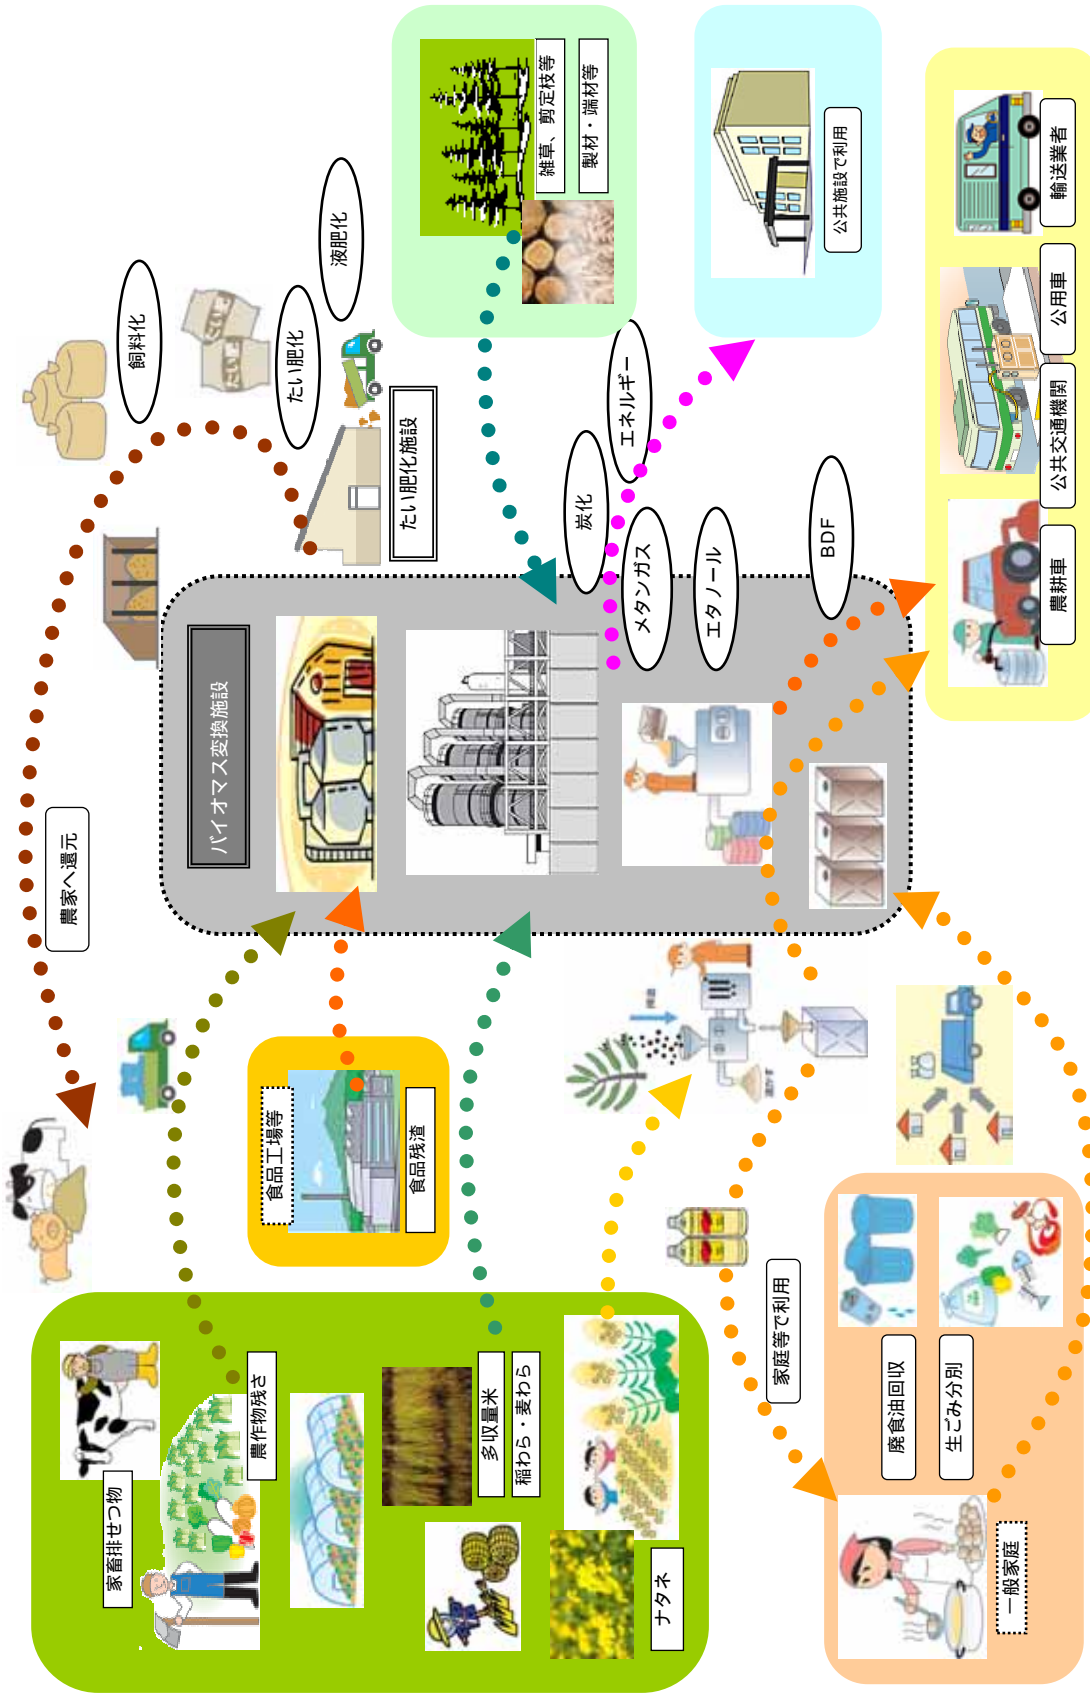 家畜排せつ物
農作物残さ
多収量米
稲わら・麦わら
ナタネ
農家へ還元
食品工場等
食品残渣
家庭等で利用
一般家庭
廃食油回収
生ごみ分別
バイオマス変換施設
飼料化
たい肥化
液肥化
たい肥
たい肥
たい肥化施設
炭化
エネルギー
メタンガス
エタノール
BDF
雑草、剪定枝等
製材・端材等
公共施設で利用
農耕車
公共交通機関
公用車
輸送業者